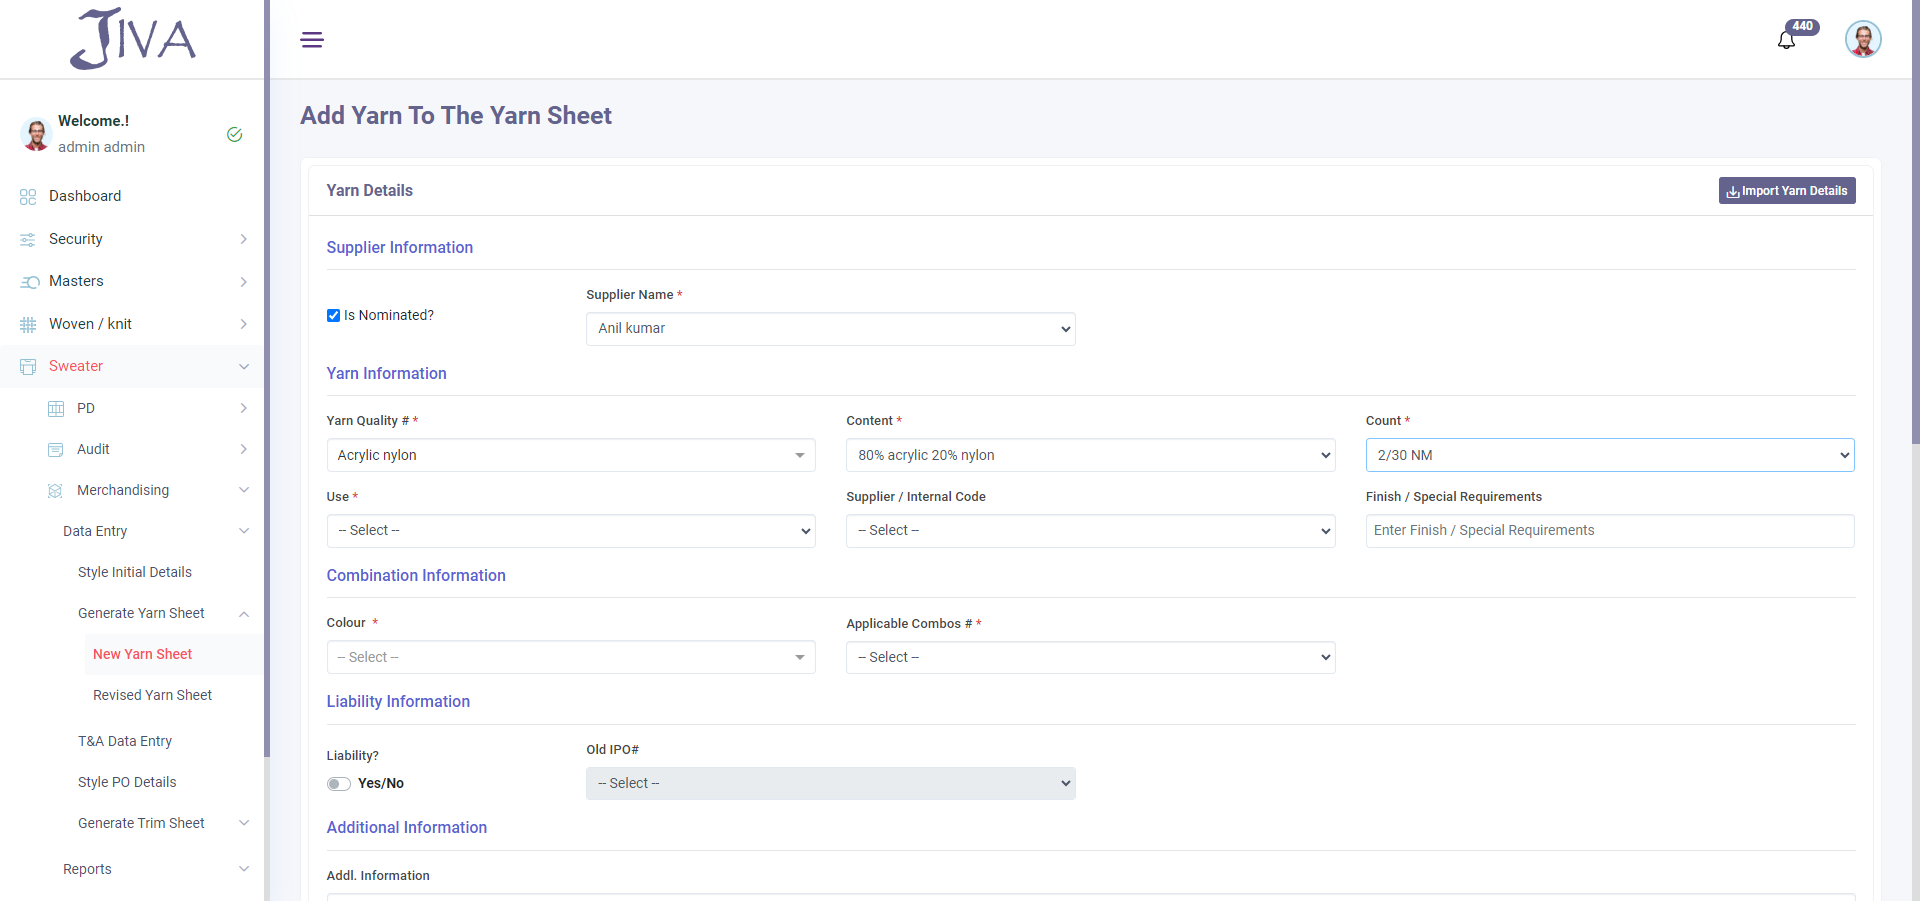 JIVA
440
Welcome.!
admin admin
Dashboard
Security
Masters
Woven / knit
Sweater
PD
Audit
Merchandising
Data Entry
Style Initial Details
Generate Yarn Sheet
New Yarn Sheet
Revised Yarn Sheet
T&A Data Entry
Style PO Details
Generate Trim Sheet
Reports
Add Yarn To The Yarn Sheet
Yarn Details
Import Yarn Details
Supplier Information
Is Nominated?
Supplier Name *
Anil kumar
Yarn Information
Yarn Quality # * Content * Count *
Acrylic nylon 80% acrylic 20% nylon 2/30 NM
Use * Supplier / Internal Code Finish / Special Requirements
-- Select -- -- Select -- Enter Finish / Special Requirements
Combination Information
Colour * Applicable Combos # *
-- Select -- -- Select --
Liability Information
Liability? Old IPO#
Yes/No -- Select --
Additional Information
Addl. Information